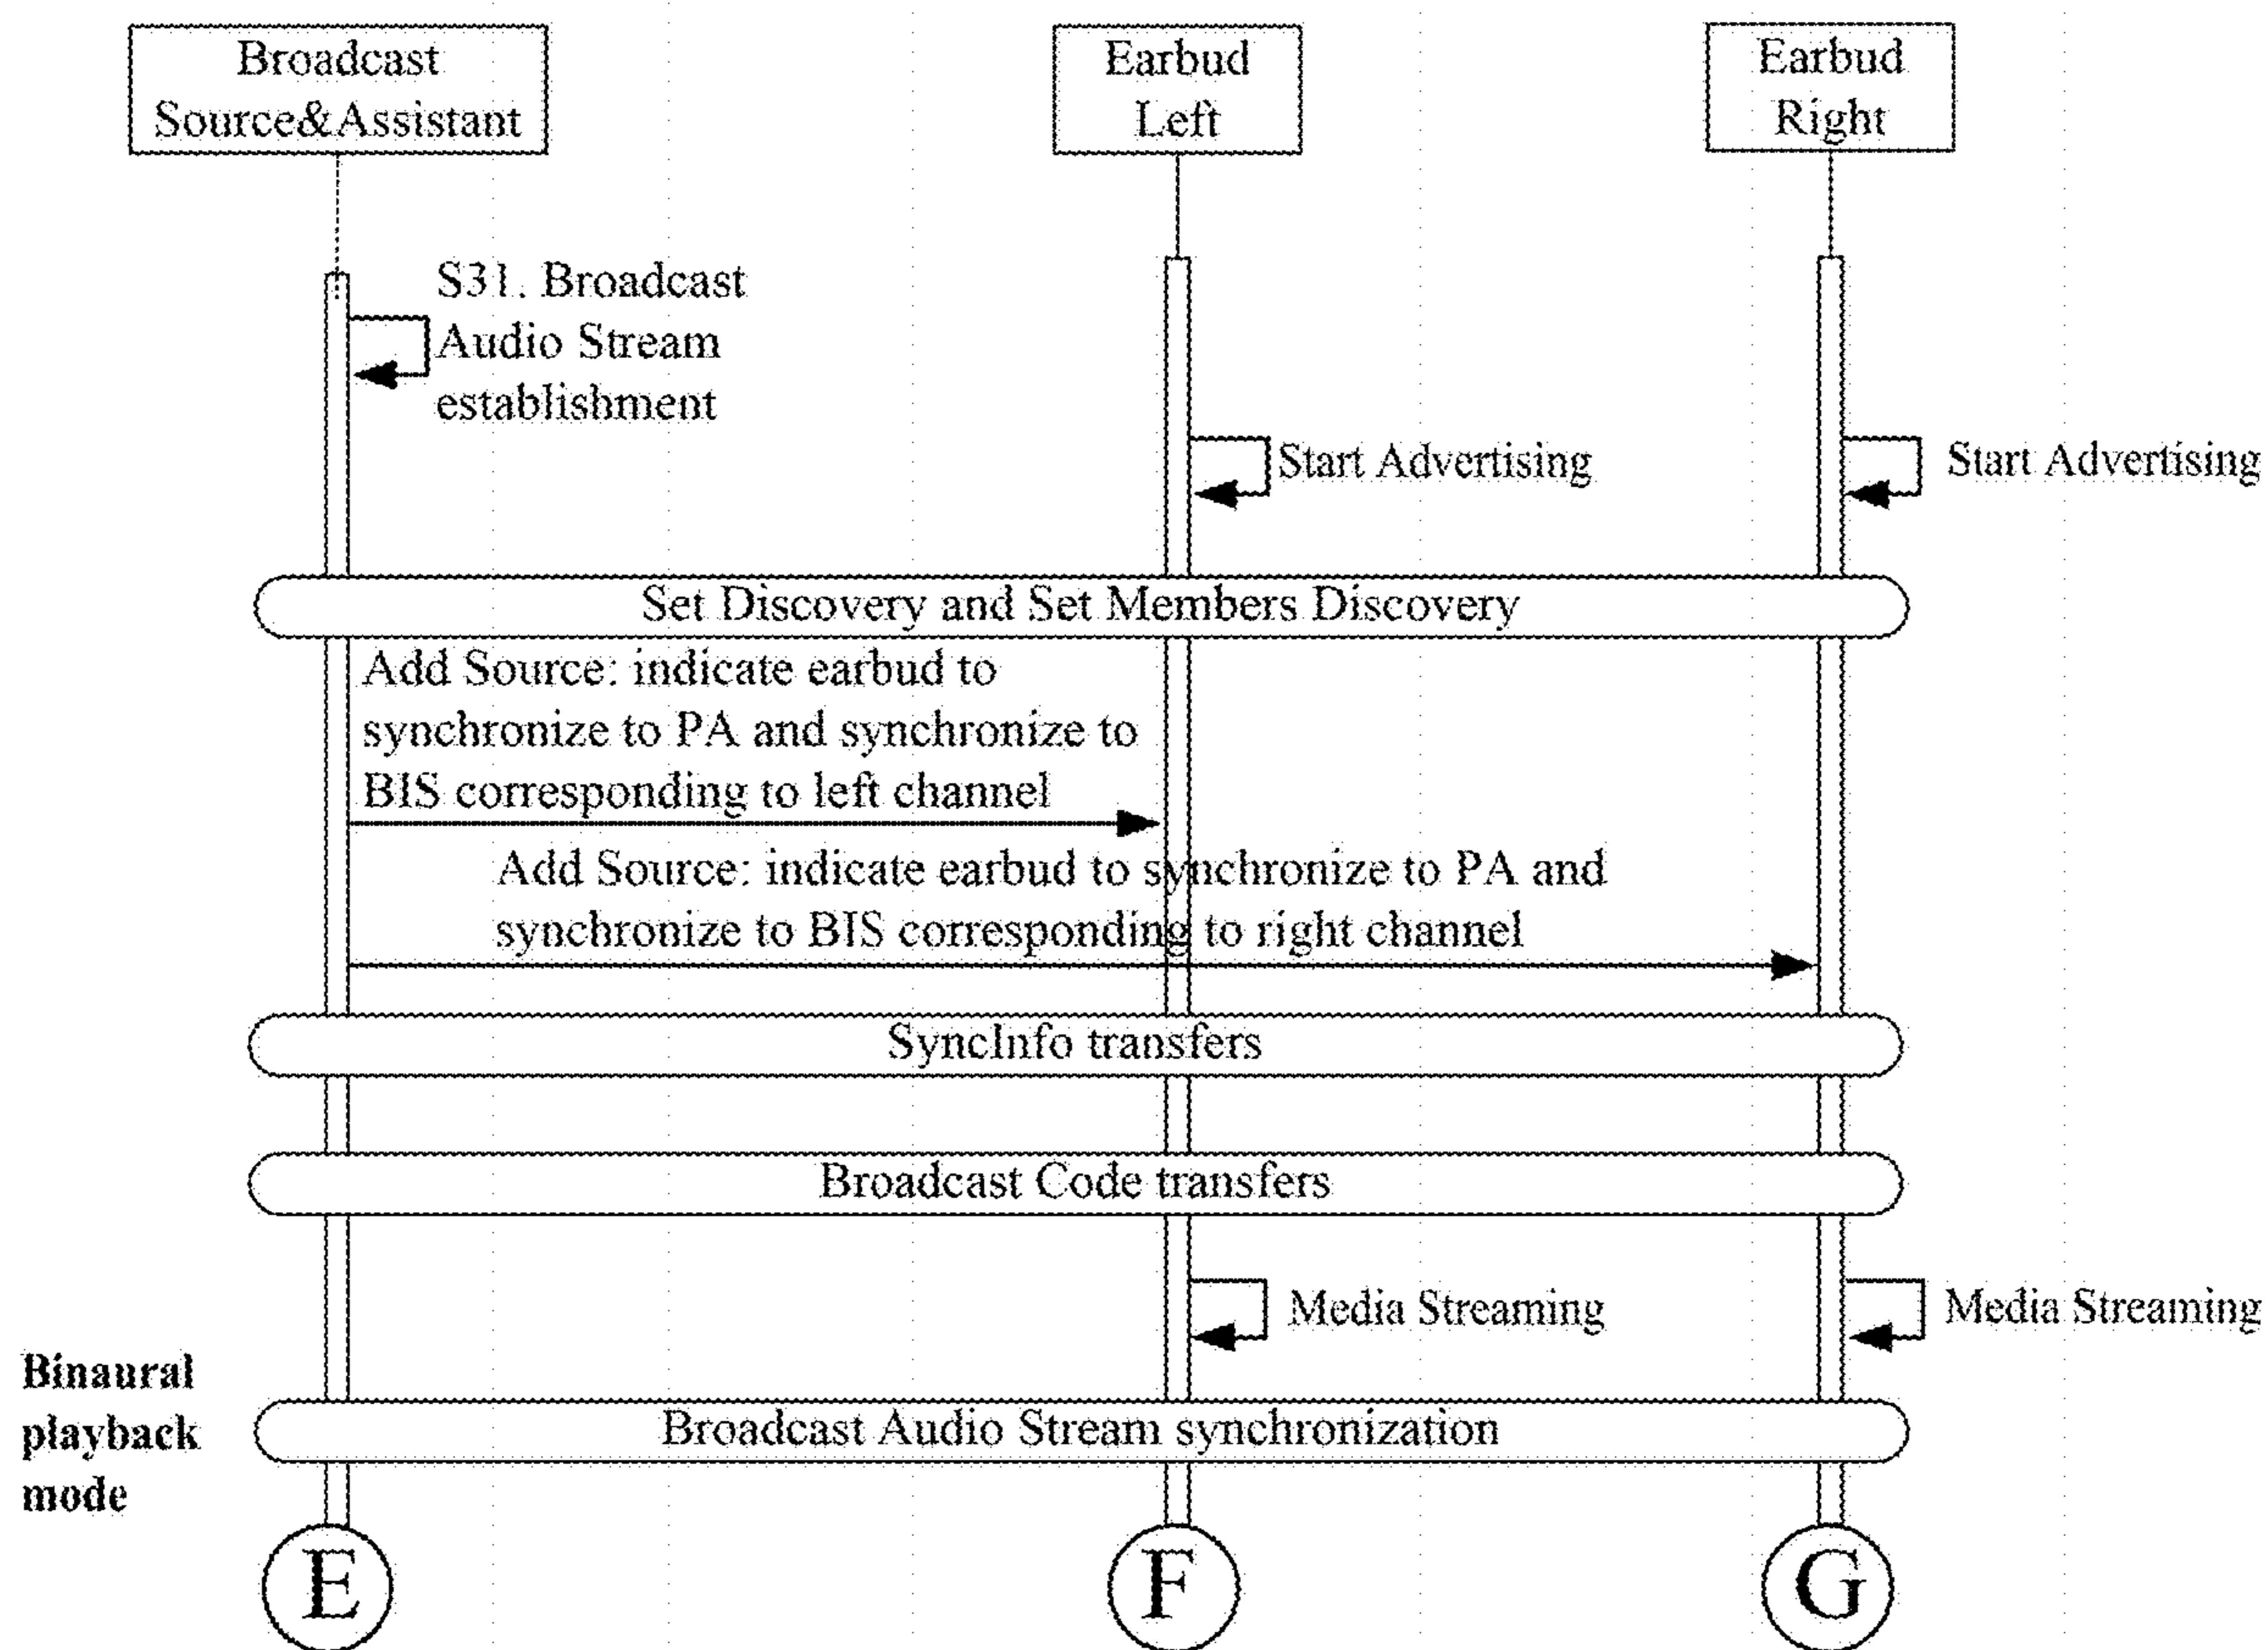 Broadcast
Source&Assistant
Earbud
Left
Earbud
Right
S31. Broadcast
Audio Stream
establishment
Start Advertising
Start Advertising
Set Discovery and Set Members Discovery
Add Source: indicate earbud to
synchronize to PA and synchronize to
BIS corresponding to left channel
Add Source: indicate earbud to synchronize to PA and
synchronize to BIS corresponding to right channel
SyncInfo transfers
Broadcast Code transfers
Media Streaming
Media Streaming
Binaural
playback
mode
Broadcast Audio Stream synchronization
E
F
G